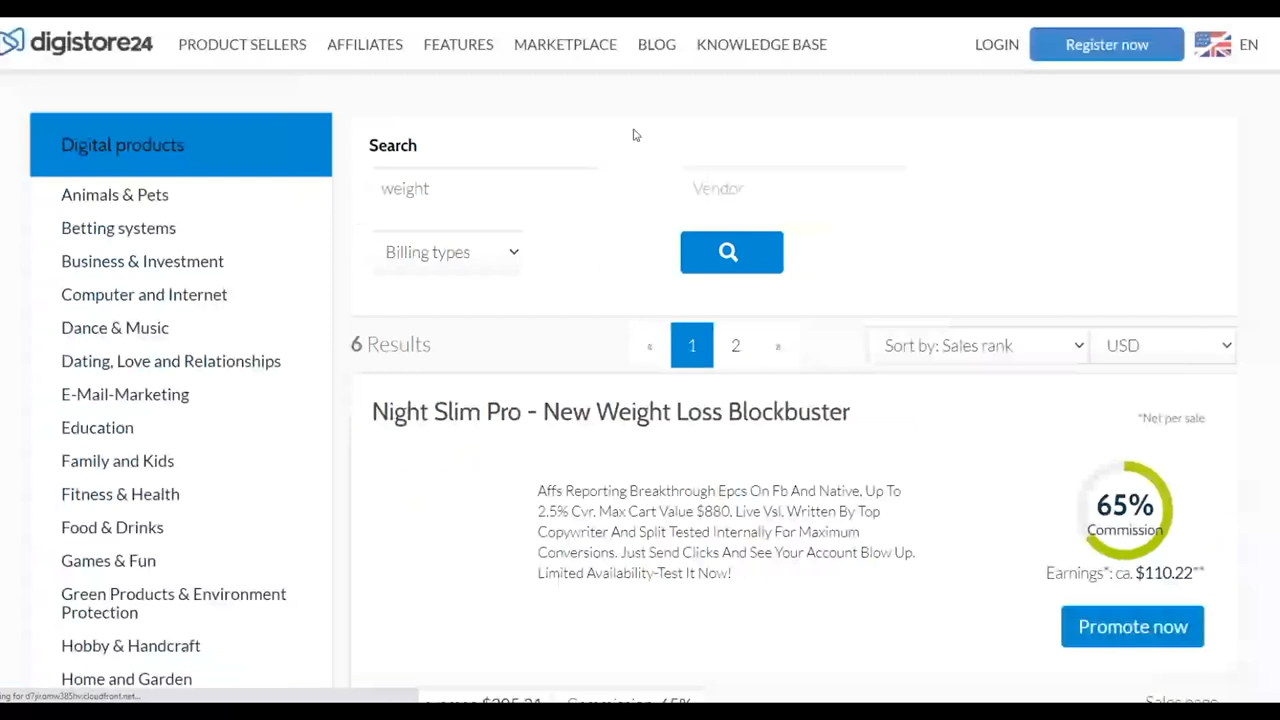 digistore24
PRODUCT SELLERS AFFILIATES FEATURES MARKETPLACE BLOG KNOWLEDGE BASE LOGIN Register now EN
Digital products
Animals & Pets
Betting systems
Business & Investment
Computer and Internet
Dance & Music
Dating, Love and Relationships
E-Mail-Marketing
Education
Family and Kids
Fitness & Health
Food & Drinks
Games & Fun
Green Products & Environment
Protection
Hobby & Handcraft
Home and Garden
Search
weight Vendor
Billing types
6 Results « 1 2 » Sort by: Sales rank USD
Night Slim Pro - New Weight Loss Blockbuster
*Net per sale
Affs Reporting Breakthrough Epcs On Fb And Native, Up To
2.5% Cvr. Max Cart Value $880. Live Vsl. Written By Top
Copywriter And Split Tested Internally For Maximum
Conversions. Just Send Clicks And See Your Account Blow Up.
Limited Availability-Test It Now!
65%
Commission
Earnings*: ca. $110.22**
Promote now
Commission 65%
Sales page